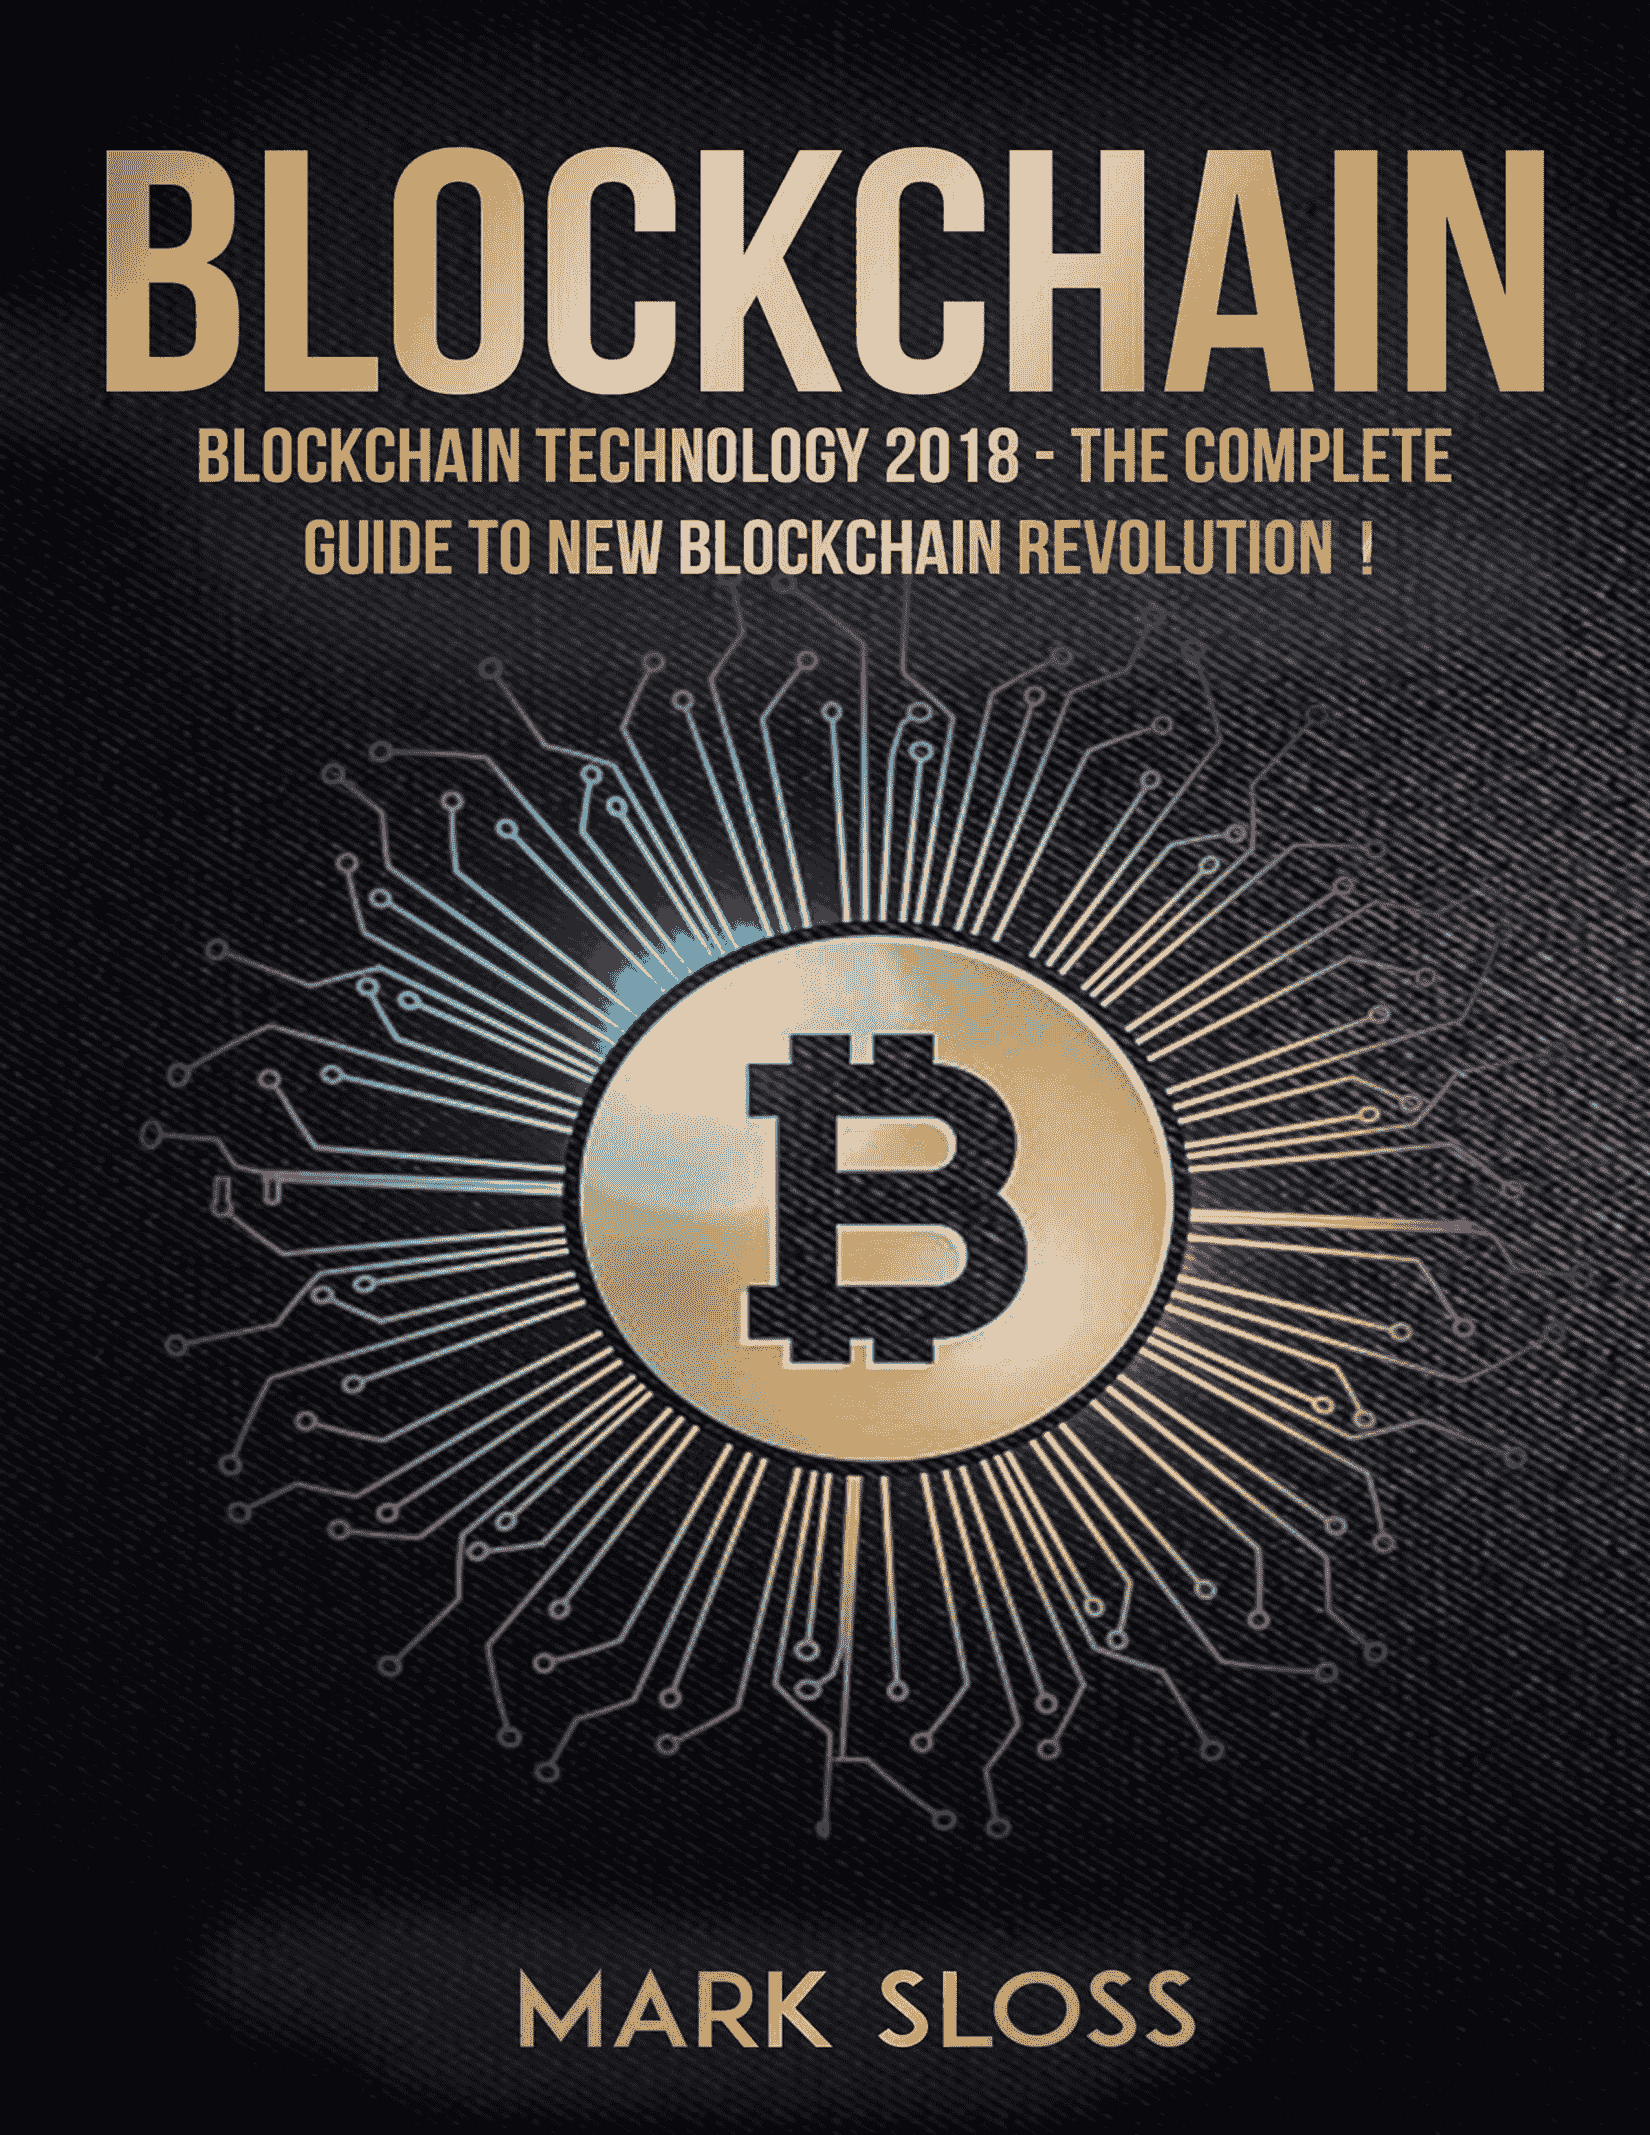 BLOCKCHAIN
BLOCKCHAIN TECHNOLOGY 2018 - THE COMPLETE
GUIDE TO NEW BLOCKCHAIN REVOLUTION !
MARK SLOSS